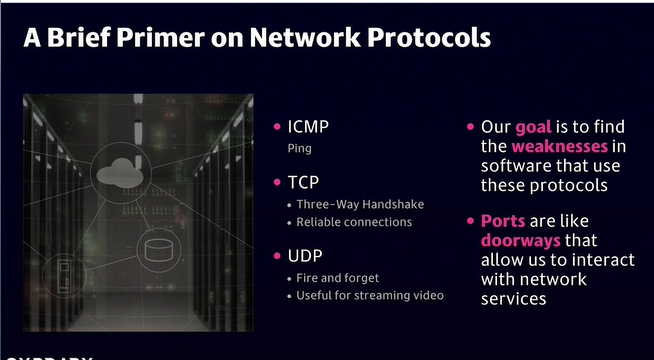 A Brief Primer on Network Protocols
ICMP
Ping
TCP
Three-Way Handshake
Reliable connections
UDP
Fire and forget
Useful for streaming video
Our goal is to find
the weaknesses in
software that use
these protocols
Ports are like
doorways that
allow us to interact
with network
services